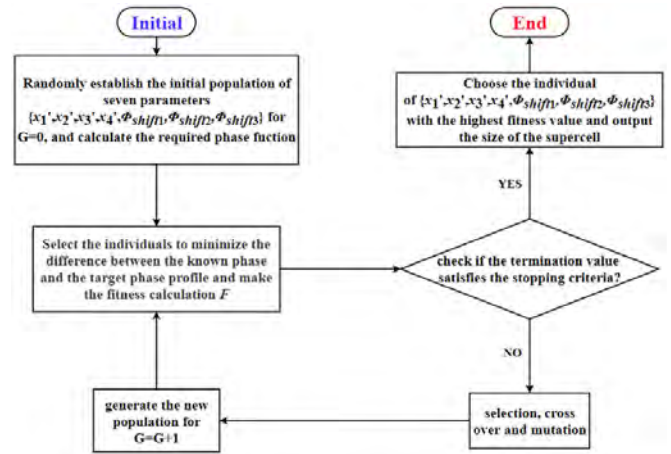 Initial
Randomly establish the initial population of
seven parameters
{x₁',x₂',x₃',x₄',Φshift1,Φshift2,Φshift3} for
G=0, and calculate the required phase fuction
Select the individuals to minimize the
difference between the known phase
and the target phase profile and make
the fitness calculation F
generate the new
population for
G=G+1
End
Choose the individual
of {x₁',x₂',x₃',x₄',Φshift1,Φshift2,Φshift3}
with the highest fitness value and output
the size of the supercell
YES
check if the termination value
satisfies the stopping criteria?
NO
selection, cross
over and mutation